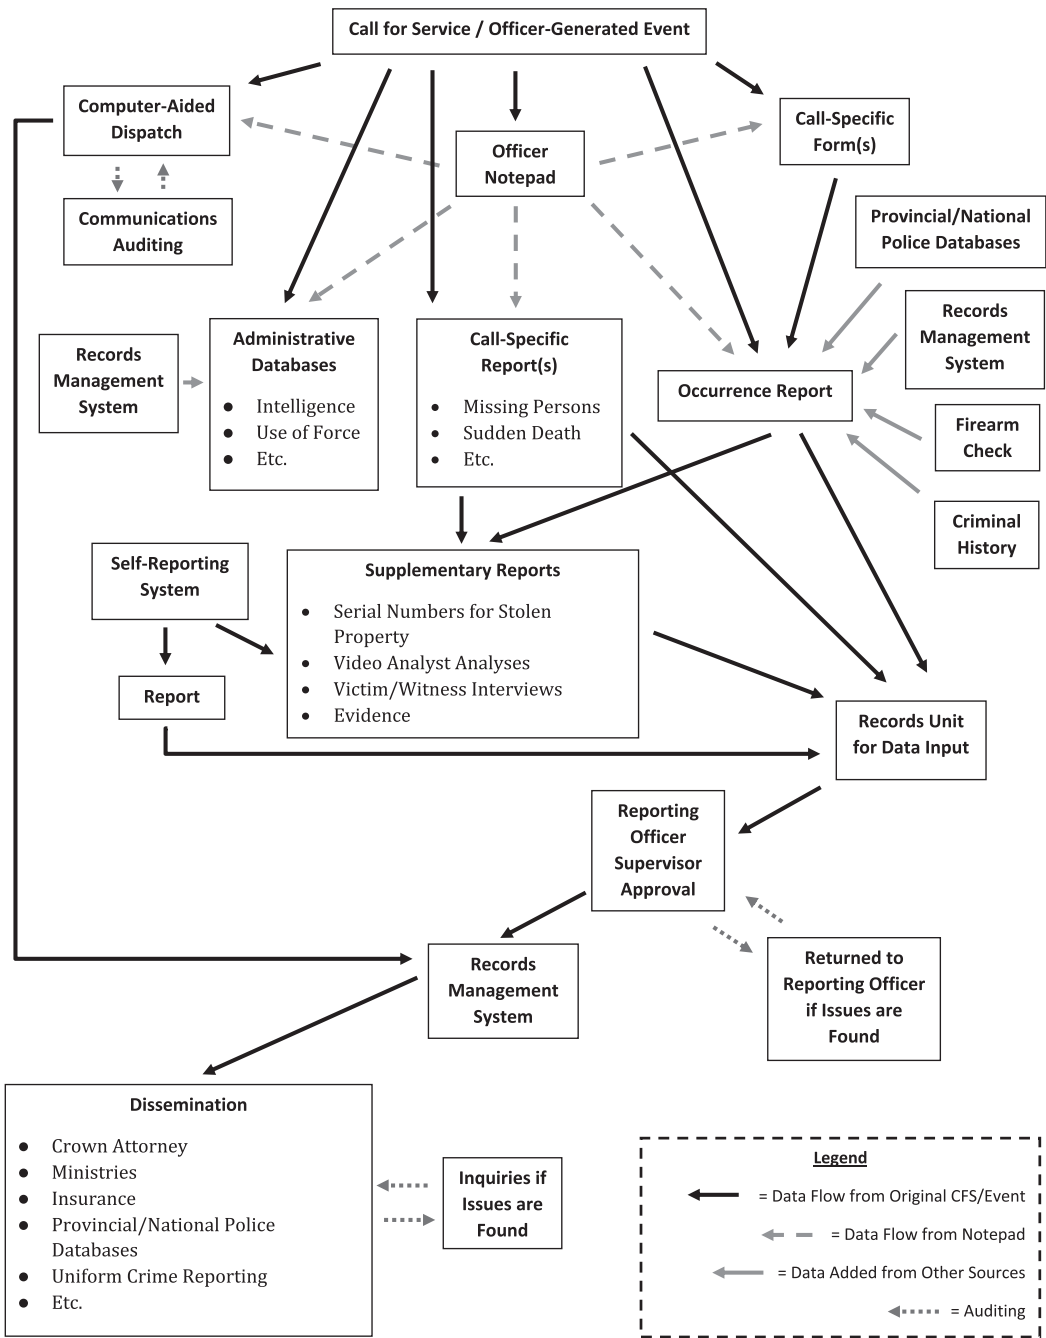 Call for Service / Officer-Generated Event
Computer-Aided
Dispatch
Officer
Notepad
Call-Specific
Form(s)
Communications
Auditing
Provincial/National
Police Databases
Records
Management
System
Administrative
Databases
● Intelligence
● Use of Force
● Etc.
Call-Specific
Report(s)
● Missing Persons
● Sudden Death
● Etc.
Records
Management
System
Occurrence Report
Firearm
Check
Criminal
History
Self-Reporting
System
Supplementary Reports
● Serial Numbers for Stolen
Property
● Video Analyst Analyses
● Victim/Witness Interviews
● Evidence
Report
Records Unit
for Data Input
Reporting
Officer
Supervisor
Approval
Records
Management
System
Returned to
Reporting Officer
if Issues are
Found
Dissemination
● Crown Attorney
● Ministries
● Insurance
● Provincial/National Police
Databases
● Uniform Crime Reporting
● Etc.
Inquiries if
Issues are
Found
Legend
= Data Flow from Original CFS/Event
= Data Flow from Notepad
= Data Added from Other Sources
= Auditing